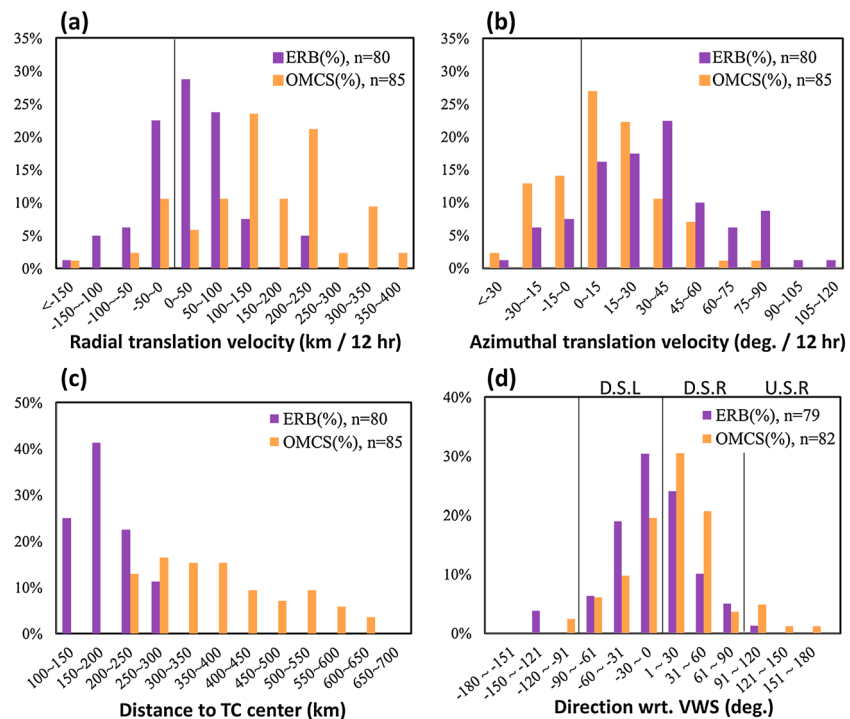 (a)
35%
30%
25%
20%
15%
10%
5%
0%
ERB(%), n=80
OMCS(%), n=85
<-150
-150~-100
-100~-50
-50~0
0~50
50~100
100~150
150~200
200~250
250~300
300~350
350~400
Radial translation velocity (km / 12 hr)
(b)
35%
30%
25%
20%
15%
10%
5%
0%
ERB(%), n=80
OMCS(%), n=85
<-30
-30~-15
-15~0
0~15
15~30
30~45
45~60
60~75
75~90
90~105
105~120
Azimuthal translation velocity (deg. / 12 hr)
(c)
50%
40%
30%
20%
10%
0%
ERB(%), n=80
OMCS(%), n=85
100~150
150~200
200~250
250~300
300~350
350~400
400~450
450~500
500~550
550~600
600~650
650~700
Distance to TC center (km)
(d)
D.S.L D.S.R U.S.R
40%
30%
20%
10%
0%
ERB(%), n=79
OMCS(%), n=82
-180 ~ -151
-150 ~ -121
-120 ~ -91
-90 ~ -61
-60 ~ -31
-30 ~ 0
1 ~ 30
31 ~ 60
61 ~ 90
91 ~ 120
121 ~ 150
151 ~ 180
Direction wrt. VWS (deg.)